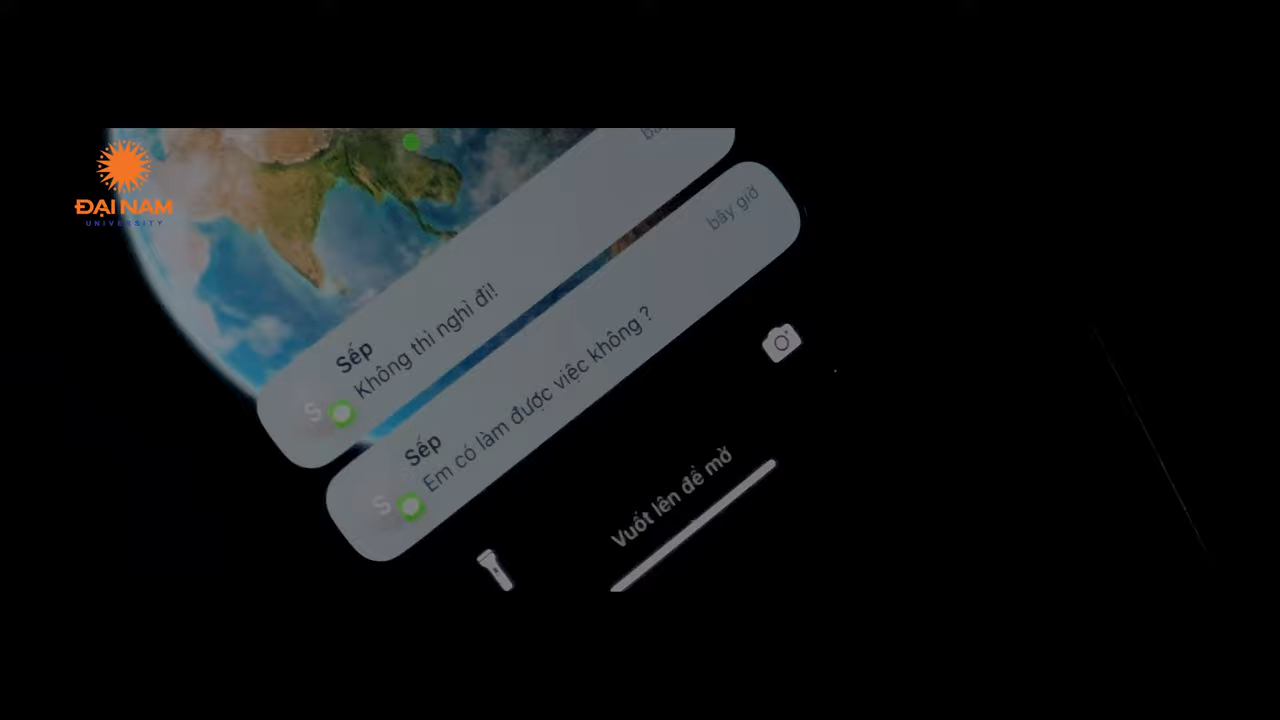 ĐẠI NAM
UNIVERSITY
bây giờ
Sếp
Không thì nghỉ đi!
Sếp
Em có làm được việc không ?
Vuốt lên để mở